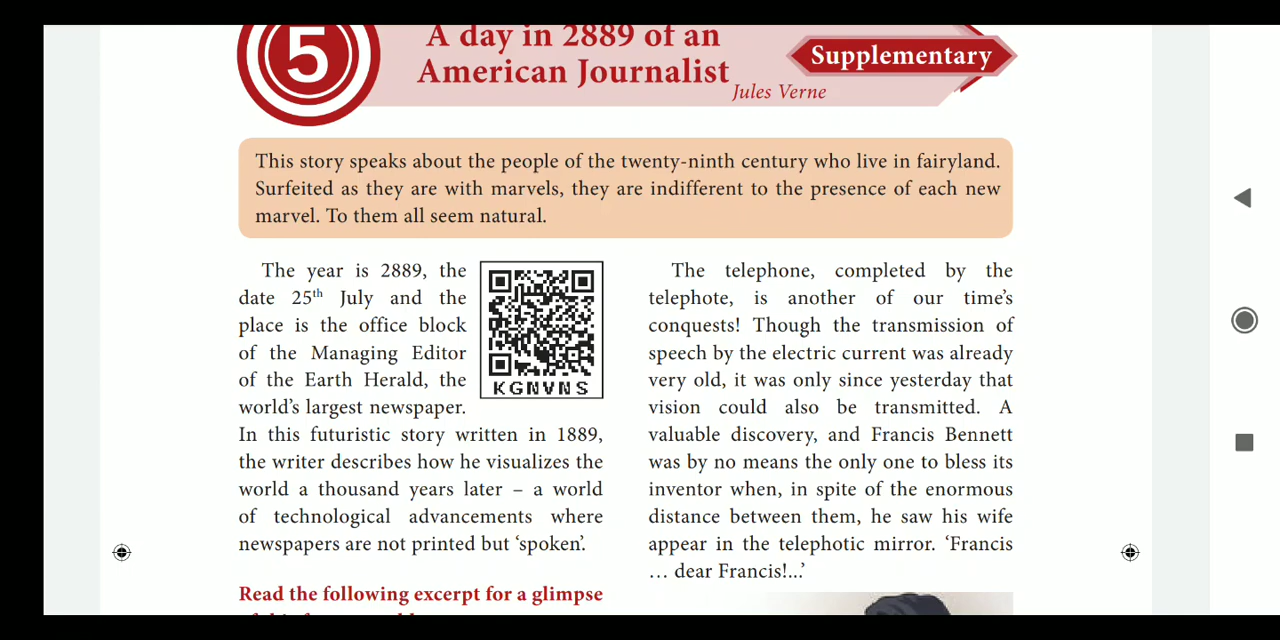 5
A day in 2889 of an
American Journalist
Supplementary
Jules Verne
This story speaks about the people of the twenty-ninth century who live in fairyland.
Surfeited as they are with marvels, they are indifferent to the presence of each new
marvel. To them all seem natural.
The year is 2889, the
date 25th July and the
place is the office block
of the Managing Editor
of the Earth Herald, the
world's largest newspaper.
In this futuristic story written in 1889,
the writer describes how he visualizes the
world a thousand years later – a world
of technological advancements where
newspapers are not printed but 'spoken'.
KGNVNS
Read the following excerpt for a glimpse
The telephone, completed by the
telephote, is another of our time's
conquests! Though the transmission of
speech by the electric current was already
very old, it was only since yesterday that
vision could also be transmitted. A
valuable discovery, and Francis Bennett
was by no means the only one to bless its
inventor when, in spite of the enormous
distance between them, he saw his wife
appear in the telephotic mirror. 'Francis
… dear Francis!...'